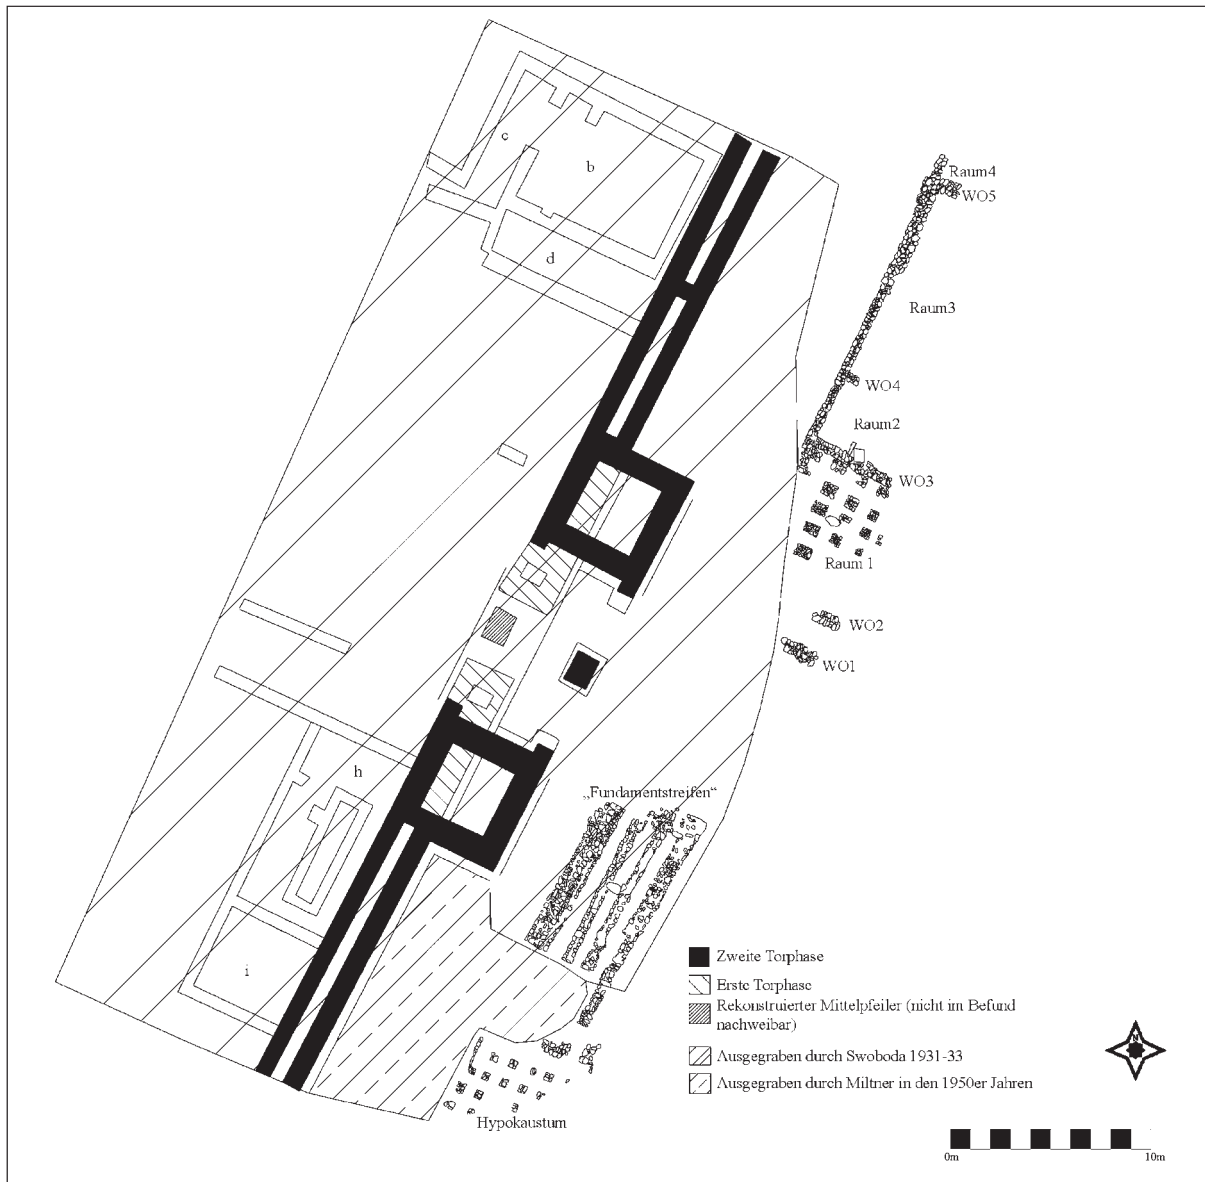 c
b
d
Raum4
WO5
Raum3
WO4
Raum2
WO3
Raum 1
WO2
WO1
h
„Fundamentstreifen“
i
Zweite Torphase
Erste Torphase
Rekonstruierter Mittelpfeiler (nicht im Befund
nachweibar)
Ausgegraben durch Swoboda 1931-33
Ausgegraben durch Miltner in den 1950er Jahren
N
Hypokaustum
0m
10m